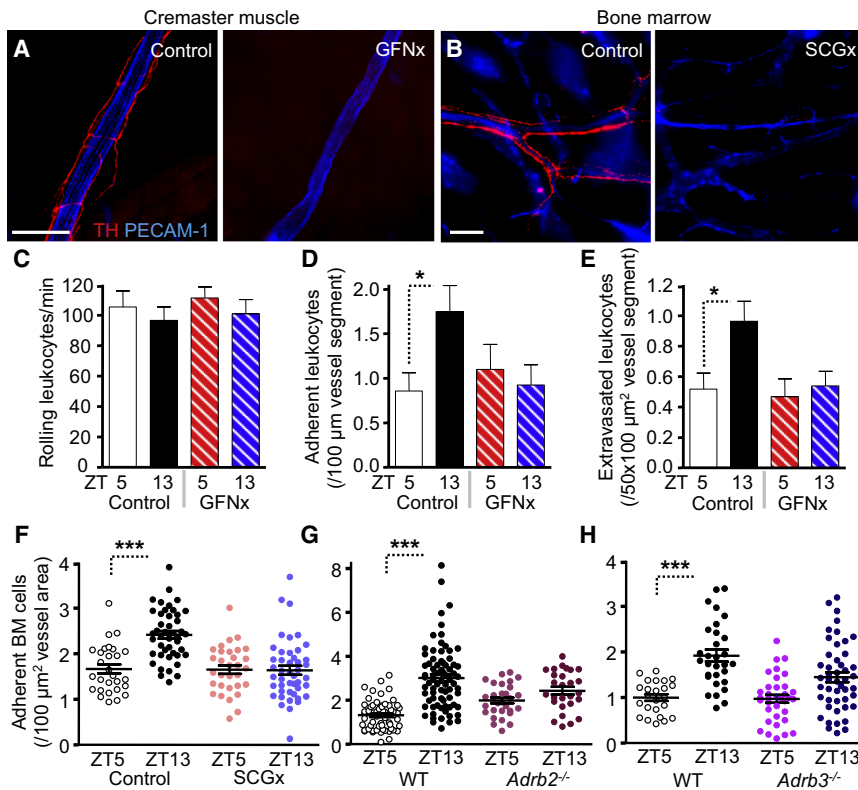 Cremaster muscle
Bone marrow
A
Control
GFNx
B
Control
SCGx
TH PECAM-1
C
Rolling leukocytes/min
120
100
80
60
40
20
0
ZT 5 13 5 13
Control GFNx
D
Adherent leukocytes
(/100 µm vessel segment)
*
2.0
1.5
1.0
0.5
0
5 13 5 13
Control GFNx
E
Extravasated leukocytes
(/50x100 µm² vessel segment)
*
1.2
1.0
0.8
0.6
0.4
0.2
0.0
ZT 5 13 5 13
Control GFNx
F
Adherent BM cells
(/100 µm² vessel area)
***
4
3
2
1
0
ZT5 ZT13 ZT5 ZT13
Control SCGx
G
***
8
6
4
2
0
ZT5 ZT13 ZT5 ZT13
WT Adrb2-/-
H
***
4
3
2
1
0
ZT5 ZT13 ZT5 ZT13
WT Adrb3-/-